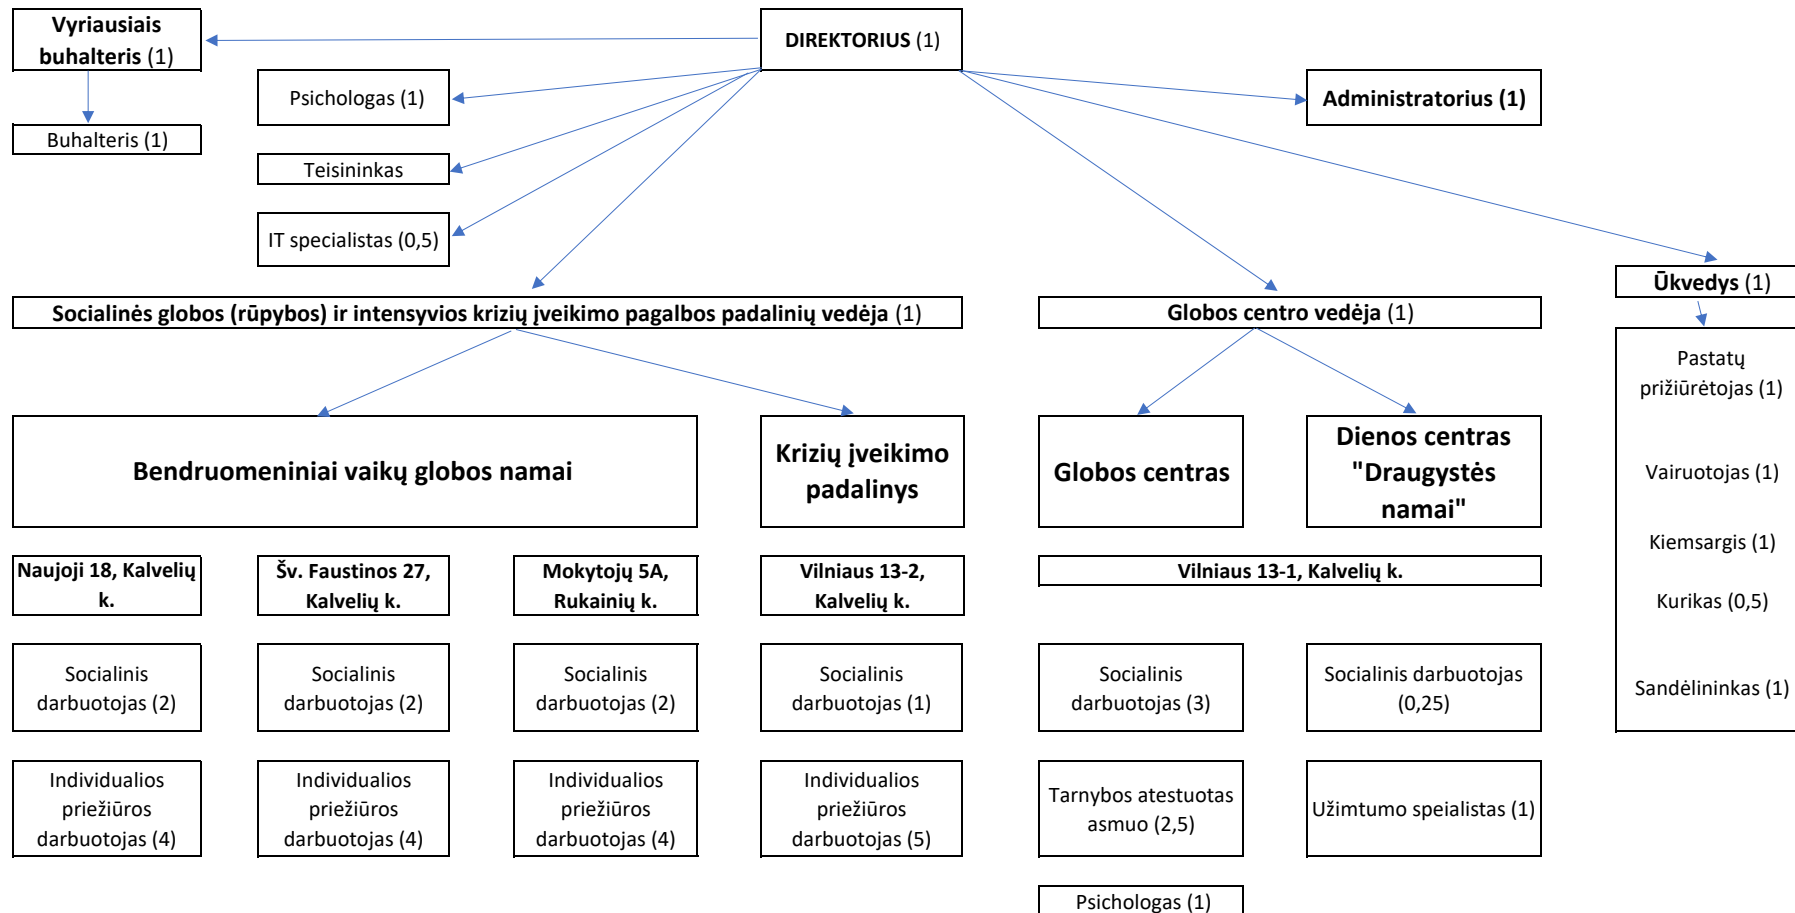 Vyriausiais
buhalteris (1)
DIREKTORIUS (1)
Psichologas (1)
Administratorius (1)
Buhalteris (1)
Teisininkas
IT specialistas (0,5)
Ūkvedys (1)
Socialinės globos (rūpybos) ir intensyvios krizių įveikimo pagalbos padalinių vedėja (1)
Globos centro vedėja (1)
Pastatų
prižiūrėtojas (1)
Vairuotojas (1)
Kiemsargis (1)
Kurikas (0,5)
Sandėlininkas (1)
Bendruomeniniai vaikų globos namai
Krizių įveikimo
padalinys
Globos centras
Dienos centras
"Draugystės
namai"
Naujoji 18, Kalvelių
k.
Šv. Faustinos 27,
Kalvelių k.
Mokytojų 5A,
Rukainių k.
Vilniaus 13-2,
Kalvelių k.
Vilniaus 13-1, Kalvelių k.
Socialinis
darbuotojas (2)
Socialinis
darbuotojas (2)
Socialinis
darbuotojas (2)
Socialinis
darbuotojas (1)
Socialinis
darbuotojas (3)
Socialinis darbuotojas
(0,25)
Individualios
priežiūros
darbuotojas (4)
Individualios
priežiūros
darbuotojas (4)
Individualios
priežiūros
darbuotojas (4)
Individualios
priežiūros
darbuotojas (5)
Tarnybos atestuotas
asmuo (2,5)
Užimtumo speialistas (1)
Psichologas (1)